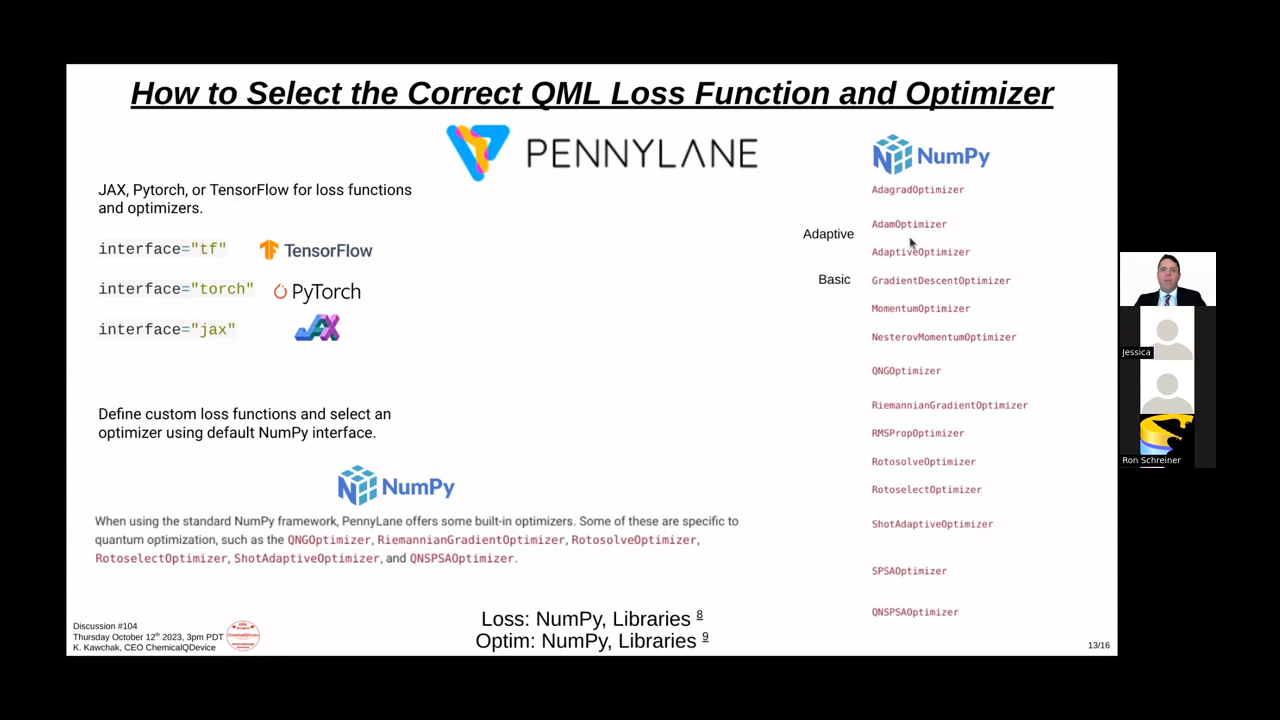 How to Select the Correct QML Loss Function and Optimizer
PENNYLANE
JAX, Pytorch, or TensorFlow for loss functions
and optimizers.
interface="tf"
TensorFlow
interface="torch"
PyTorch
interface="jax"
JAX
Define custom loss functions and select an
optimizer using default NumPy interface.
NumPy
When using the standard NumPy framework, PennyLane offers some built-in optimizers. Some of these are specific to
quantum optimization, such as the QNGOptimizer, RiemannianGradientOptimizer, RotosolveOptimizer,
RotoselectOptimizer, ShotAdaptiveOptimizer, and QNSPSAOptimizer.
NumPy
AdagradOptimizer
AdamOptimizer
Adaptive
AdaptiveOptimizer
Basic
GradientDescentOptimizer
MomentumOptimizer
NesterovMomentumOptimizer
QNGOptimizer
RiemannianGradientOptimizer
RMSPropOptimizer
RotosolveOptimizer
RotoselectOptimizer
ShotAdaptiveOptimizer
SPSAOptimizer
QNSPSAOptimizer
Loss: NumPy, Libraries 8
Optim: NumPy, Libraries 9
Discussion #104
Thursday October 12th 2023, 3pm PDT
K. Kawchak, CEO ChemicalQDevice
13/16
Jessica
Ron Schreiner